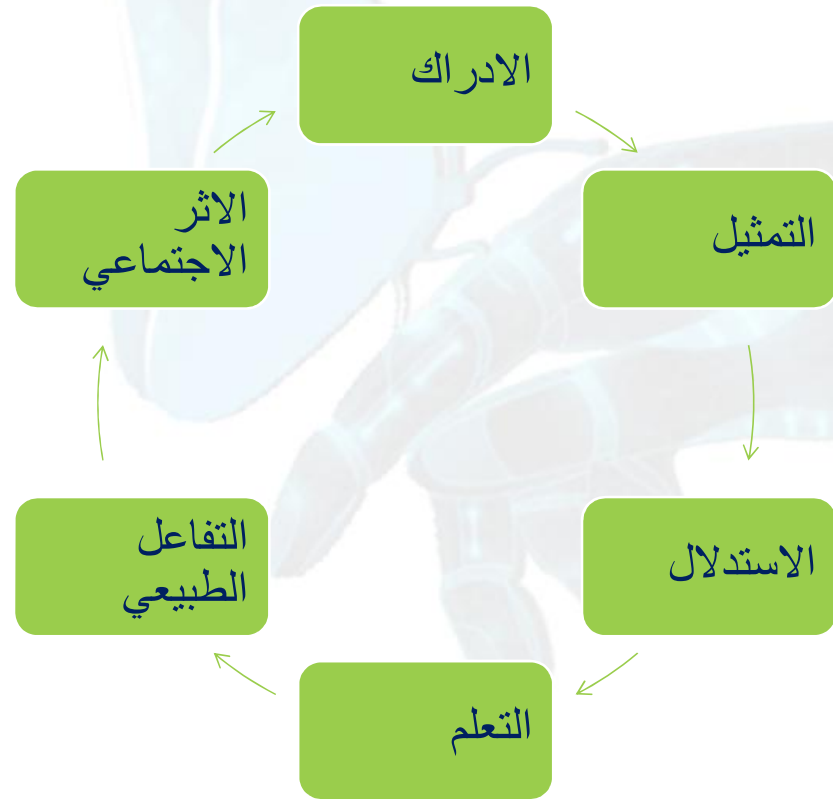 الادراك
التمثيل
الاستدلال
التعلم
التفاعل
الطبيعي
الاثر
الاجتماعي